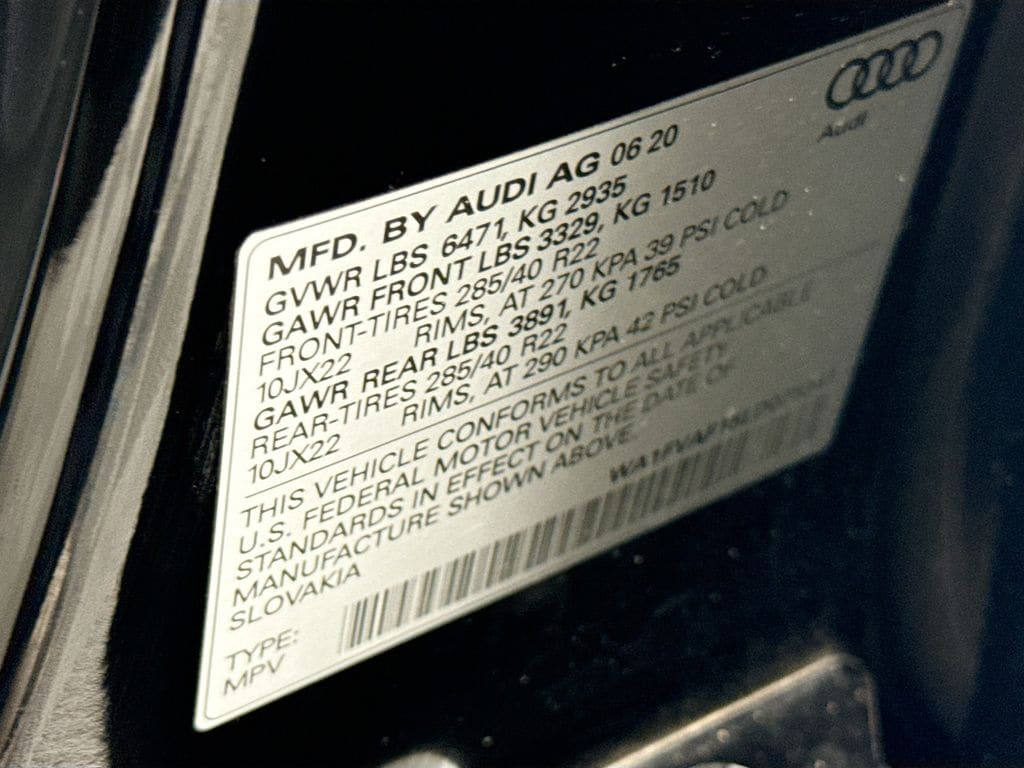 Audi
MFD. BY AUDI AG 06 20
GVWR LBS 6471, KG 2935
GAWR FRONT LBS 3329, KG 1510
FRONT-TIRES 285/40 R22
10JX22 RIMS, AT 270 KPA 39 PSI COLD
GAWR REAR LBS 3891, KG 1765
REAR-TIRES 285/40 R22
10JX22 RIMS, AT 290 KPA 42 PSI COLD
THIS VEHICLE CONFORMS TO ALL APPLICABLE
U.S. FEDERAL MOTOR VEHICLE SAFETY
STANDARDS IN EFFECT ON THE DATE OF
MANUFACTURE SHOWN ABOVE.
SLOVAKIA
TYPE:
MPV